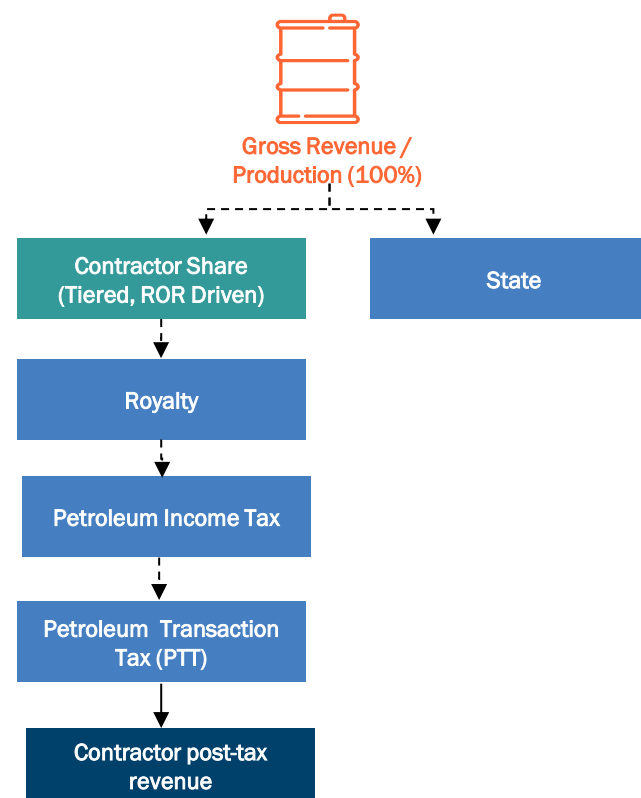 Gross Revenue /
Production (100%)
Contractor Share
(Tiered, ROR Driven)
State
Royalty
Petroleum Income Tax
Petroleum Transaction
Tax (PTT)
Contractor post-tax
revenue